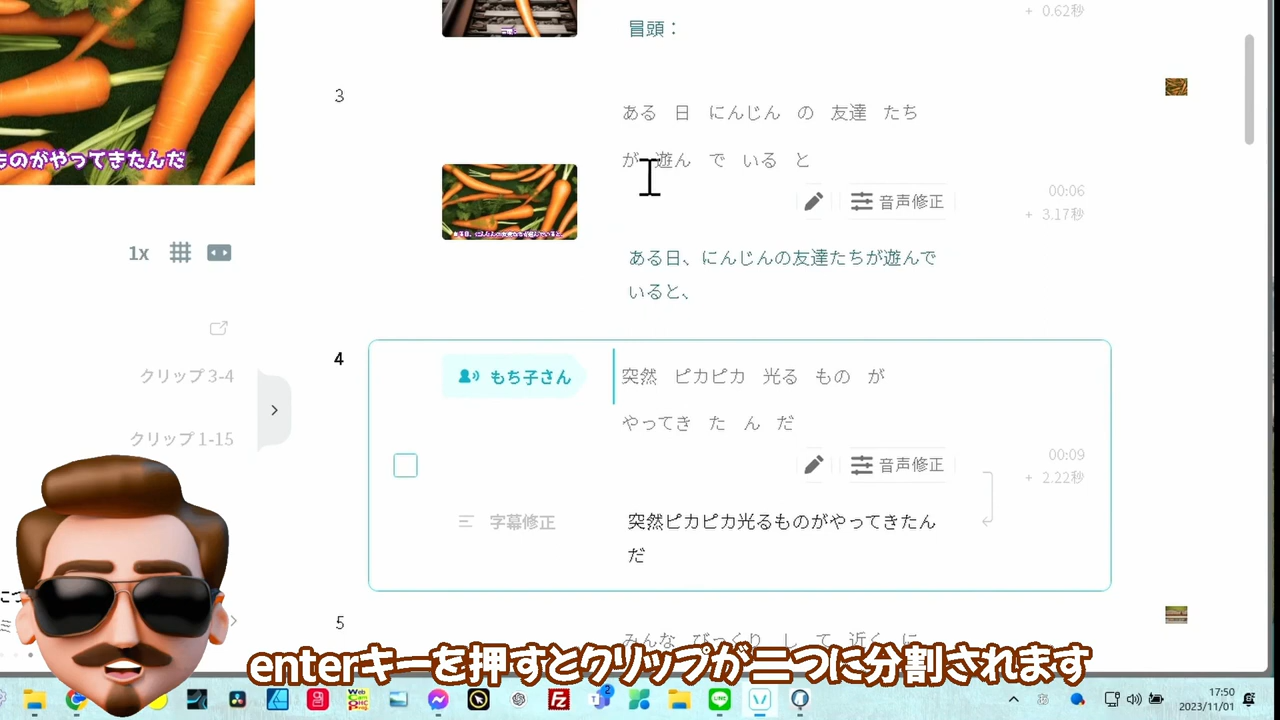 冒頭：
+ 0.62秒
3
ある 日 にんじん の 友達 たち
が 遊ん で いる と
音声修正
00:06
+ 3.17秒
ある日、にんじんの友達たちが遊んで
いると、
ものがやってきたんだ
1x
クリップ 3-4
クリップ 1-15
4
もち子さん
突然 ピカピカ 光る もの が
やってき た ん だ
音声修正
00:09
+ 2.22秒
字幕修正
突然ピカピカ光るものがやってきたん
だ
5
みんな びっくり し て 近く に
enterキーを押すとクリップが二つに分割されます
17:50
2023/11/01